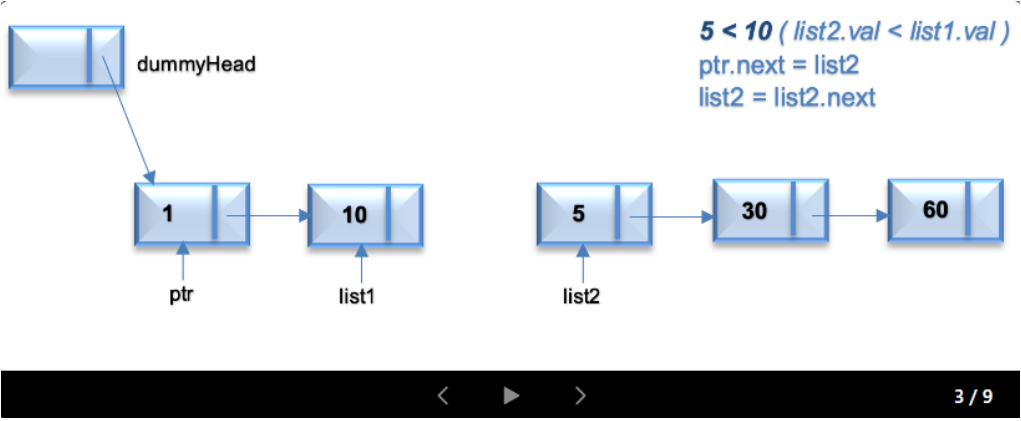 5 < 10 ( list2.val < list1.val )
dummyHead
ptr.next = list2
list2 = list2.next
1
10
5
30
60
ptr
list1
list2
3 / 9